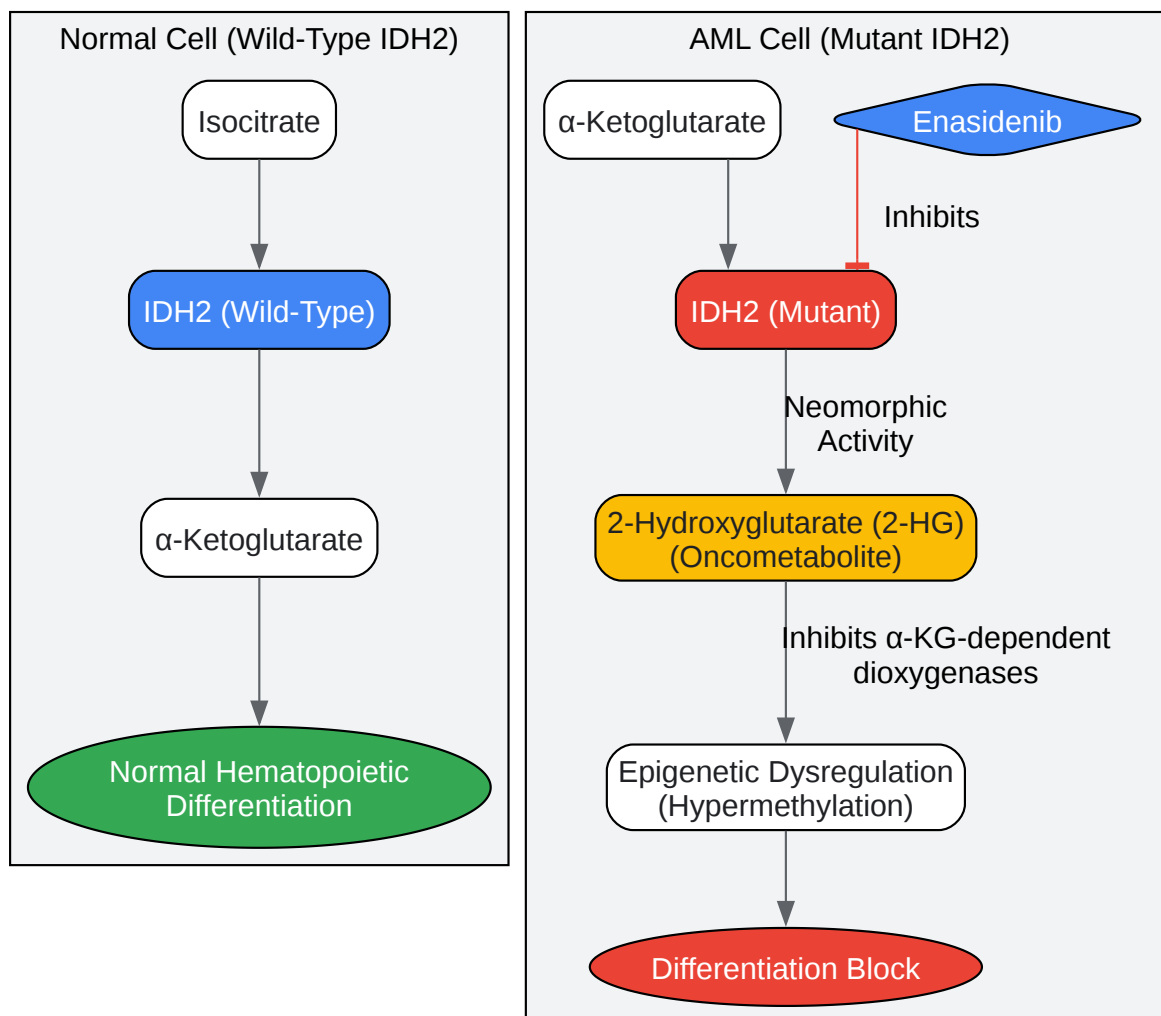 Normal Cell (Wild-Type IDH2)
Isocitrate
IDH2 (Wild-Type)
α-Ketoglutarate
Normal Hematopoietic
Differentiation
AML Cell (Mutant IDH2)
α-Ketoglutarate
Enasidenib
Inhibits
IDH2 (Mutant)
Neomorphic
Activity
2-Hydroxyglutarate (2-HG)
(Oncometabolite)
Inhibits α-KG-dependent
dioxygenases
Epigenetic Dysregulation
(Hypermethylation)
Differentiation Block